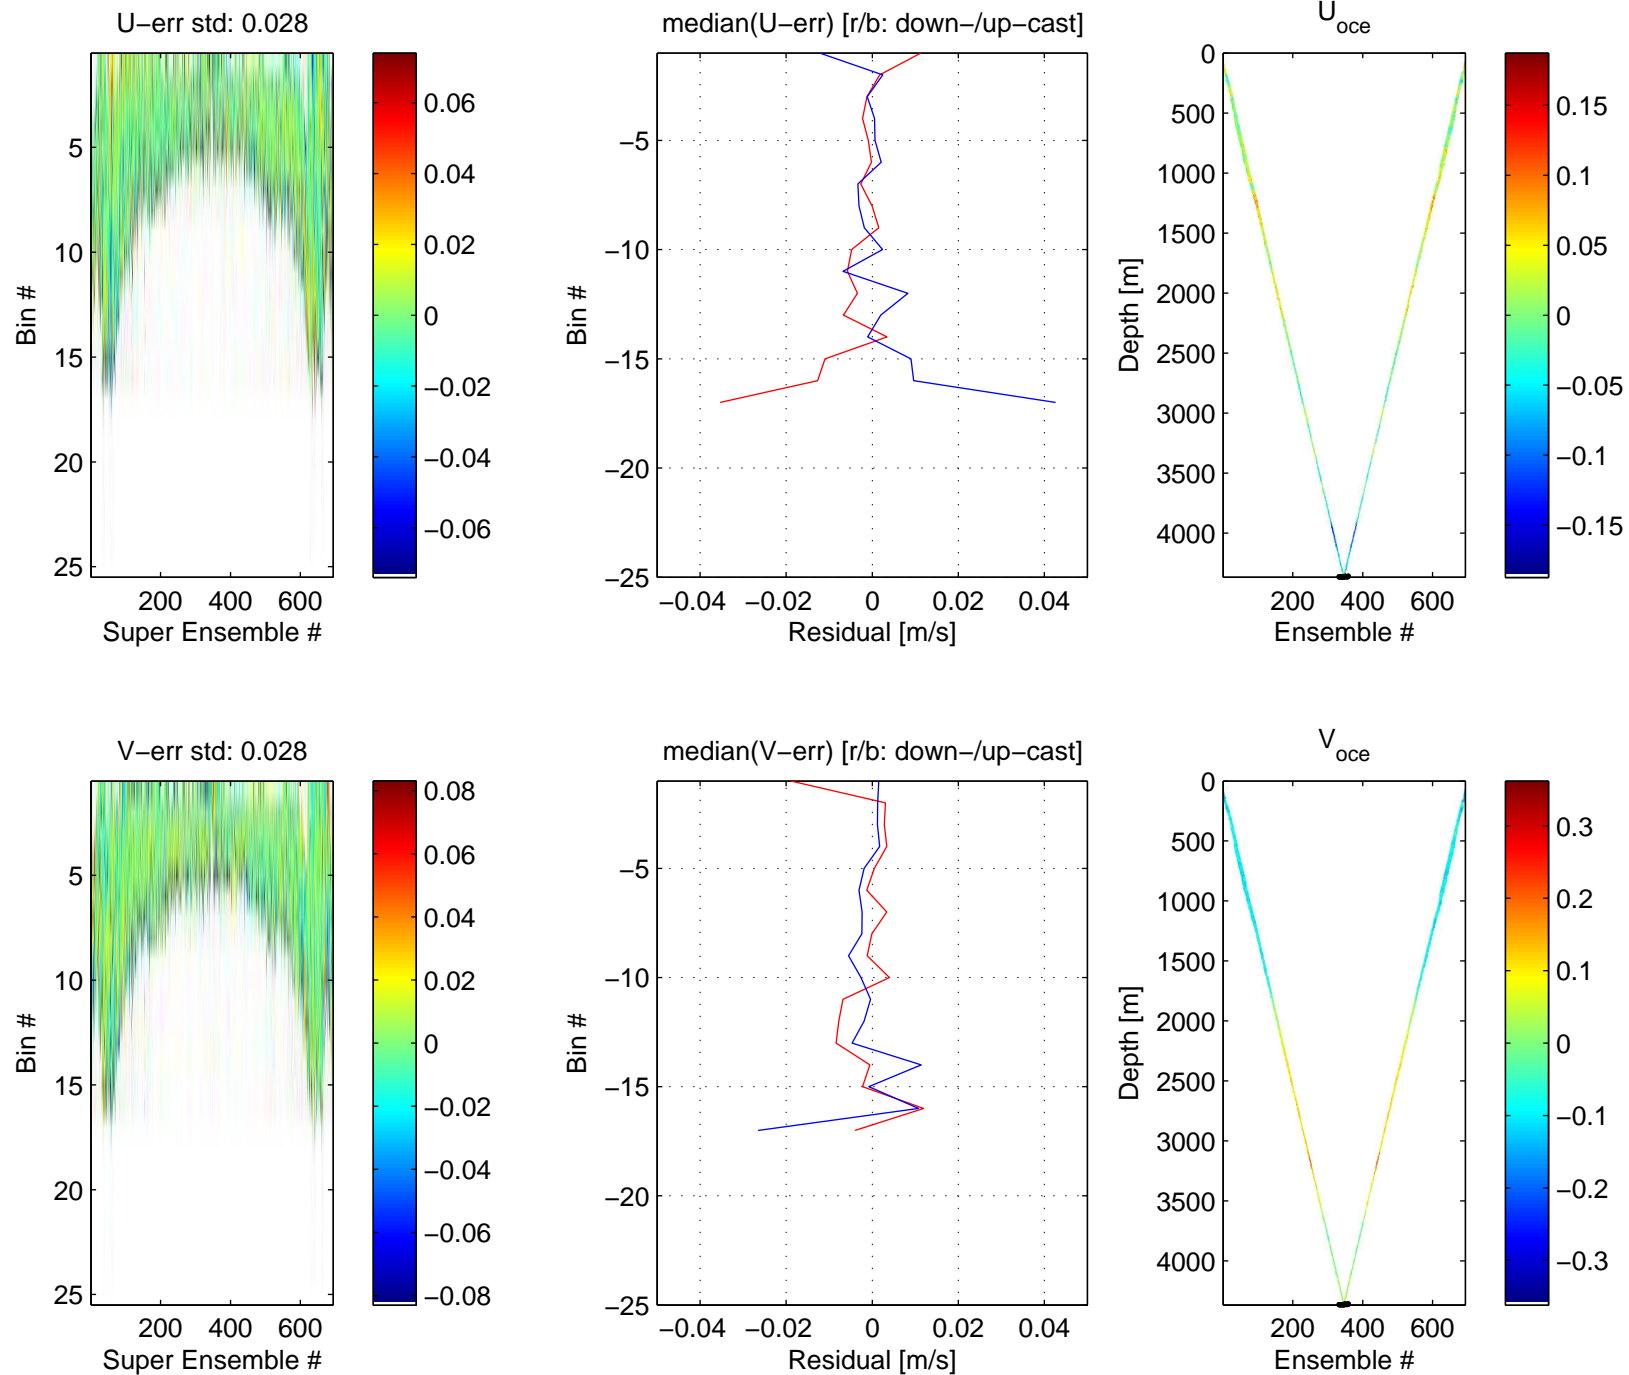 U−err std: 0.028
5
10
15
20
25
200 400 600
Super Ensemble #
Bin #
0.06
0.04
0.02
0
−0.02
−0.04
−0.06
median(U−err) [r/b: down−/up−cast]
−5
−10
−15
−20
−25
−0.04 −0.02 0 0.02 0.04
Residual [m/s]
Bin #
U_oce
0
500
1000
1500
2000
2500
3000
3500
4000
200 400 600
Ensemble #
Depth [m]
0.15
0.1
0.05
0
−0.05
−0.1
−0.15
V−err std: 0.028
5
10
15
20
25
200 400 600
Super Ensemble #
Bin #
0.08
0.06
0.04
0.02
0
−0.02
−0.04
−0.06
−0.08
median(V−err) [r/b: down−/up−cast]
−5
−10
−15
−20
−25
−0.04 −0.02 0 0.02 0.04
Residual [m/s]
Bin #
V_oce
0
500
1000
1500
2000
2500
3000
3500
4000
200 400 600
Ensemble #
Depth [m]
0.3
0.2
0.1
0
−0.1
−0.2
−0.3